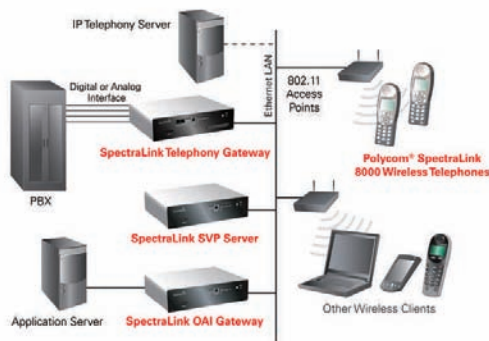 IP Telephony Server
Digital or Analog
Interface
Ethernet LAN
802.11
Access
Points
SpectraLink Telephony Gateway
Polycom® SpectraLink
8000 Wireless Telephones
PBX
SpectraLink SVP Server
Application Server
SpectraLink OAI Gateway
Other Wireless Clients